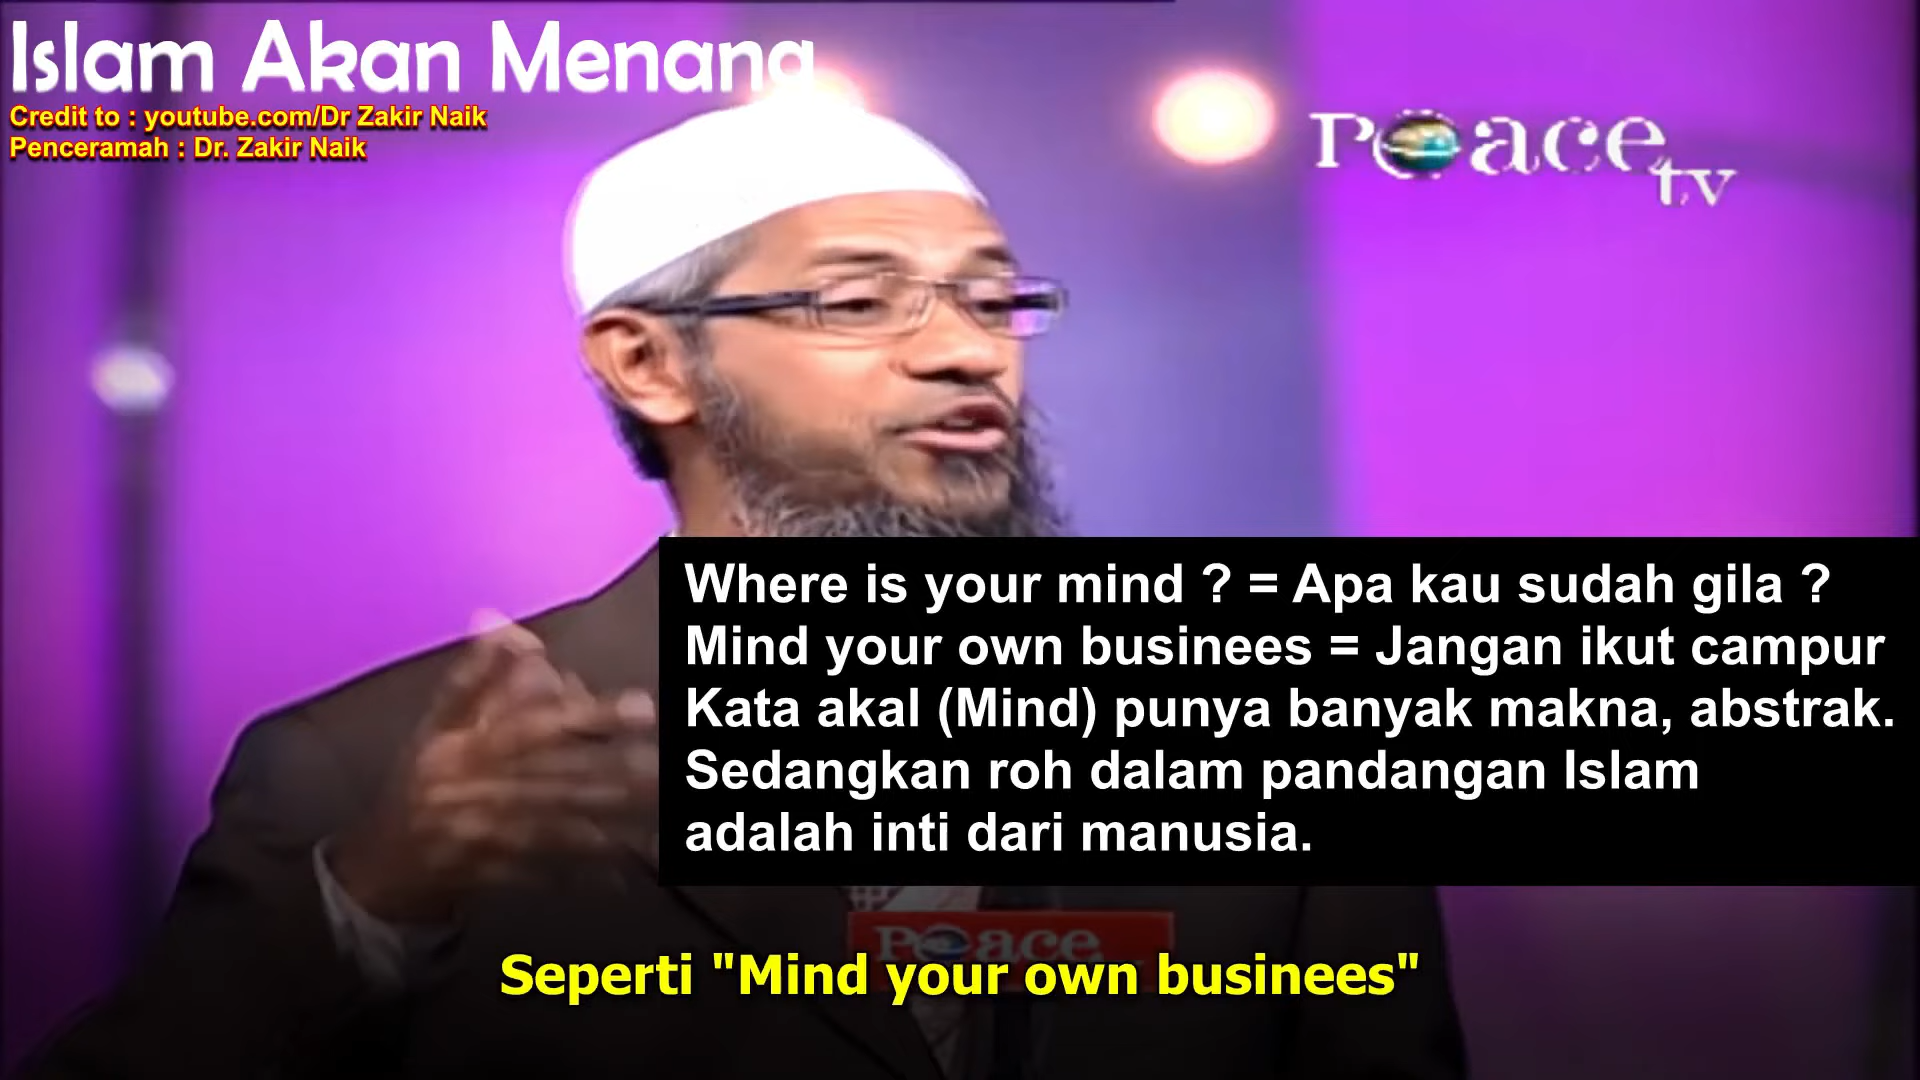 Islam Akan Menang
Credit to : youtube.com/Dr Zakir Naik
Penceramah : Dr. Zakir Naik
Peace tv
Where is your mind ? = Apa kau sudah gila ?
Mind your own businees = Jangan ikut campur
Kata akal (Mind) punya banyak makna, abstrak.
Sedangkan roh dalam pandangan Islam
adalah inti dari manusia.
Peace
Seperti "Mind your own businees"